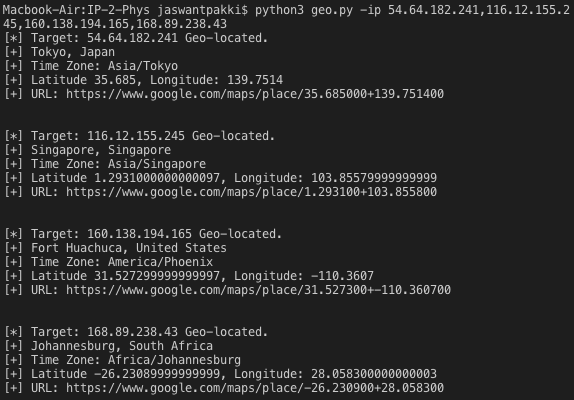 Macbook-Air:IP-2-Phys jaswantpakki$ python3 geo.py -ip 54.64.182.241,116.12.155.2
45,160.138.194.165,168.89.238.43
[*] Target: 54.64.182.241 Geo-located.
[+] Tokyo, Japan
[+] Time Zone: Asia/Tokyo
[+] Latitude 35.685, Longitude: 139.7514
[+] URL: https://www.google.com/maps/place/35.685000+139.751400
[*] Target: 116.12.155.245 Geo-located.
[+] Singapore, Singapore
[+] Time Zone: Asia/Singapore
[+] Latitude 1.2931000000000097, Longitude: 103.85579999999999
[+] URL: https://www.google.com/maps/place/1.293100+103.855800
[*] Target: 160.138.194.165 Geo-located.
[+] Fort Huachuca, United States
[+] Time Zone: America/Phoenix
[+] Latitude 31.527299999999997, Longitude: -110.3607
[+] URL: https://www.google.com/maps/place/31.527300+-110.360700
[*] Target: 168.89.238.43 Geo-located.
[+] Johannesburg, South Africa
[+] Time Zone: Africa/Johannesburg
[+] Latitude -26.23089999999999, Longitude: 28.058300000000003
[+] URL: https://www.google.com/maps/place/-26.230900+28.058300